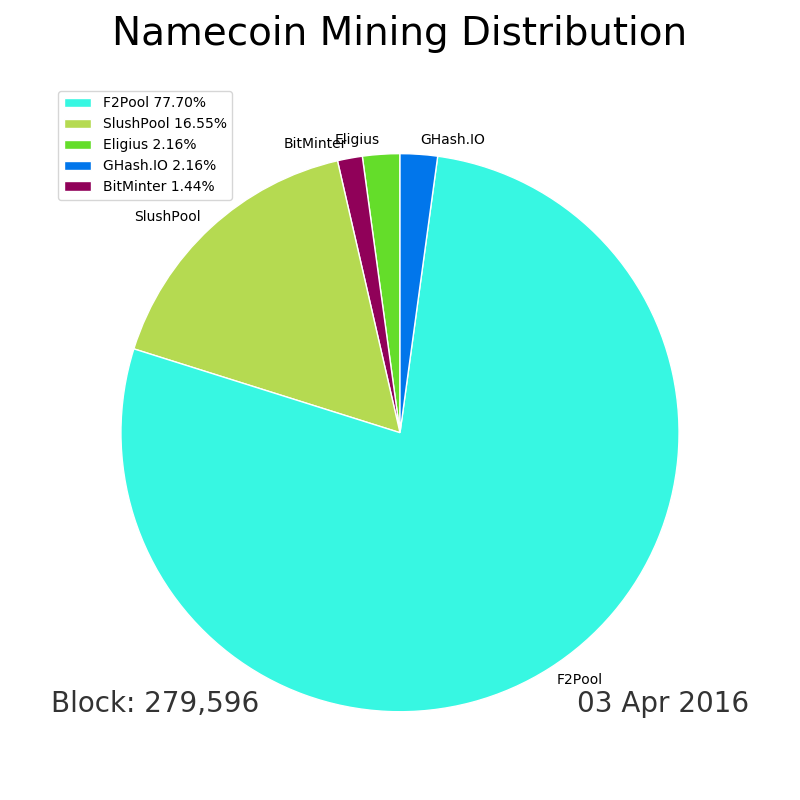 Namecoin Mining Distribution
F2Pool 77.70%
SlushPool 16.55%
Eligius 2.16%
GHash.IO 2.16%
BitMinter 1.44%
BitMinter
Eligius
GHash.IO
SlushPool
F2Pool
Block: 279,596
03 Apr 2016